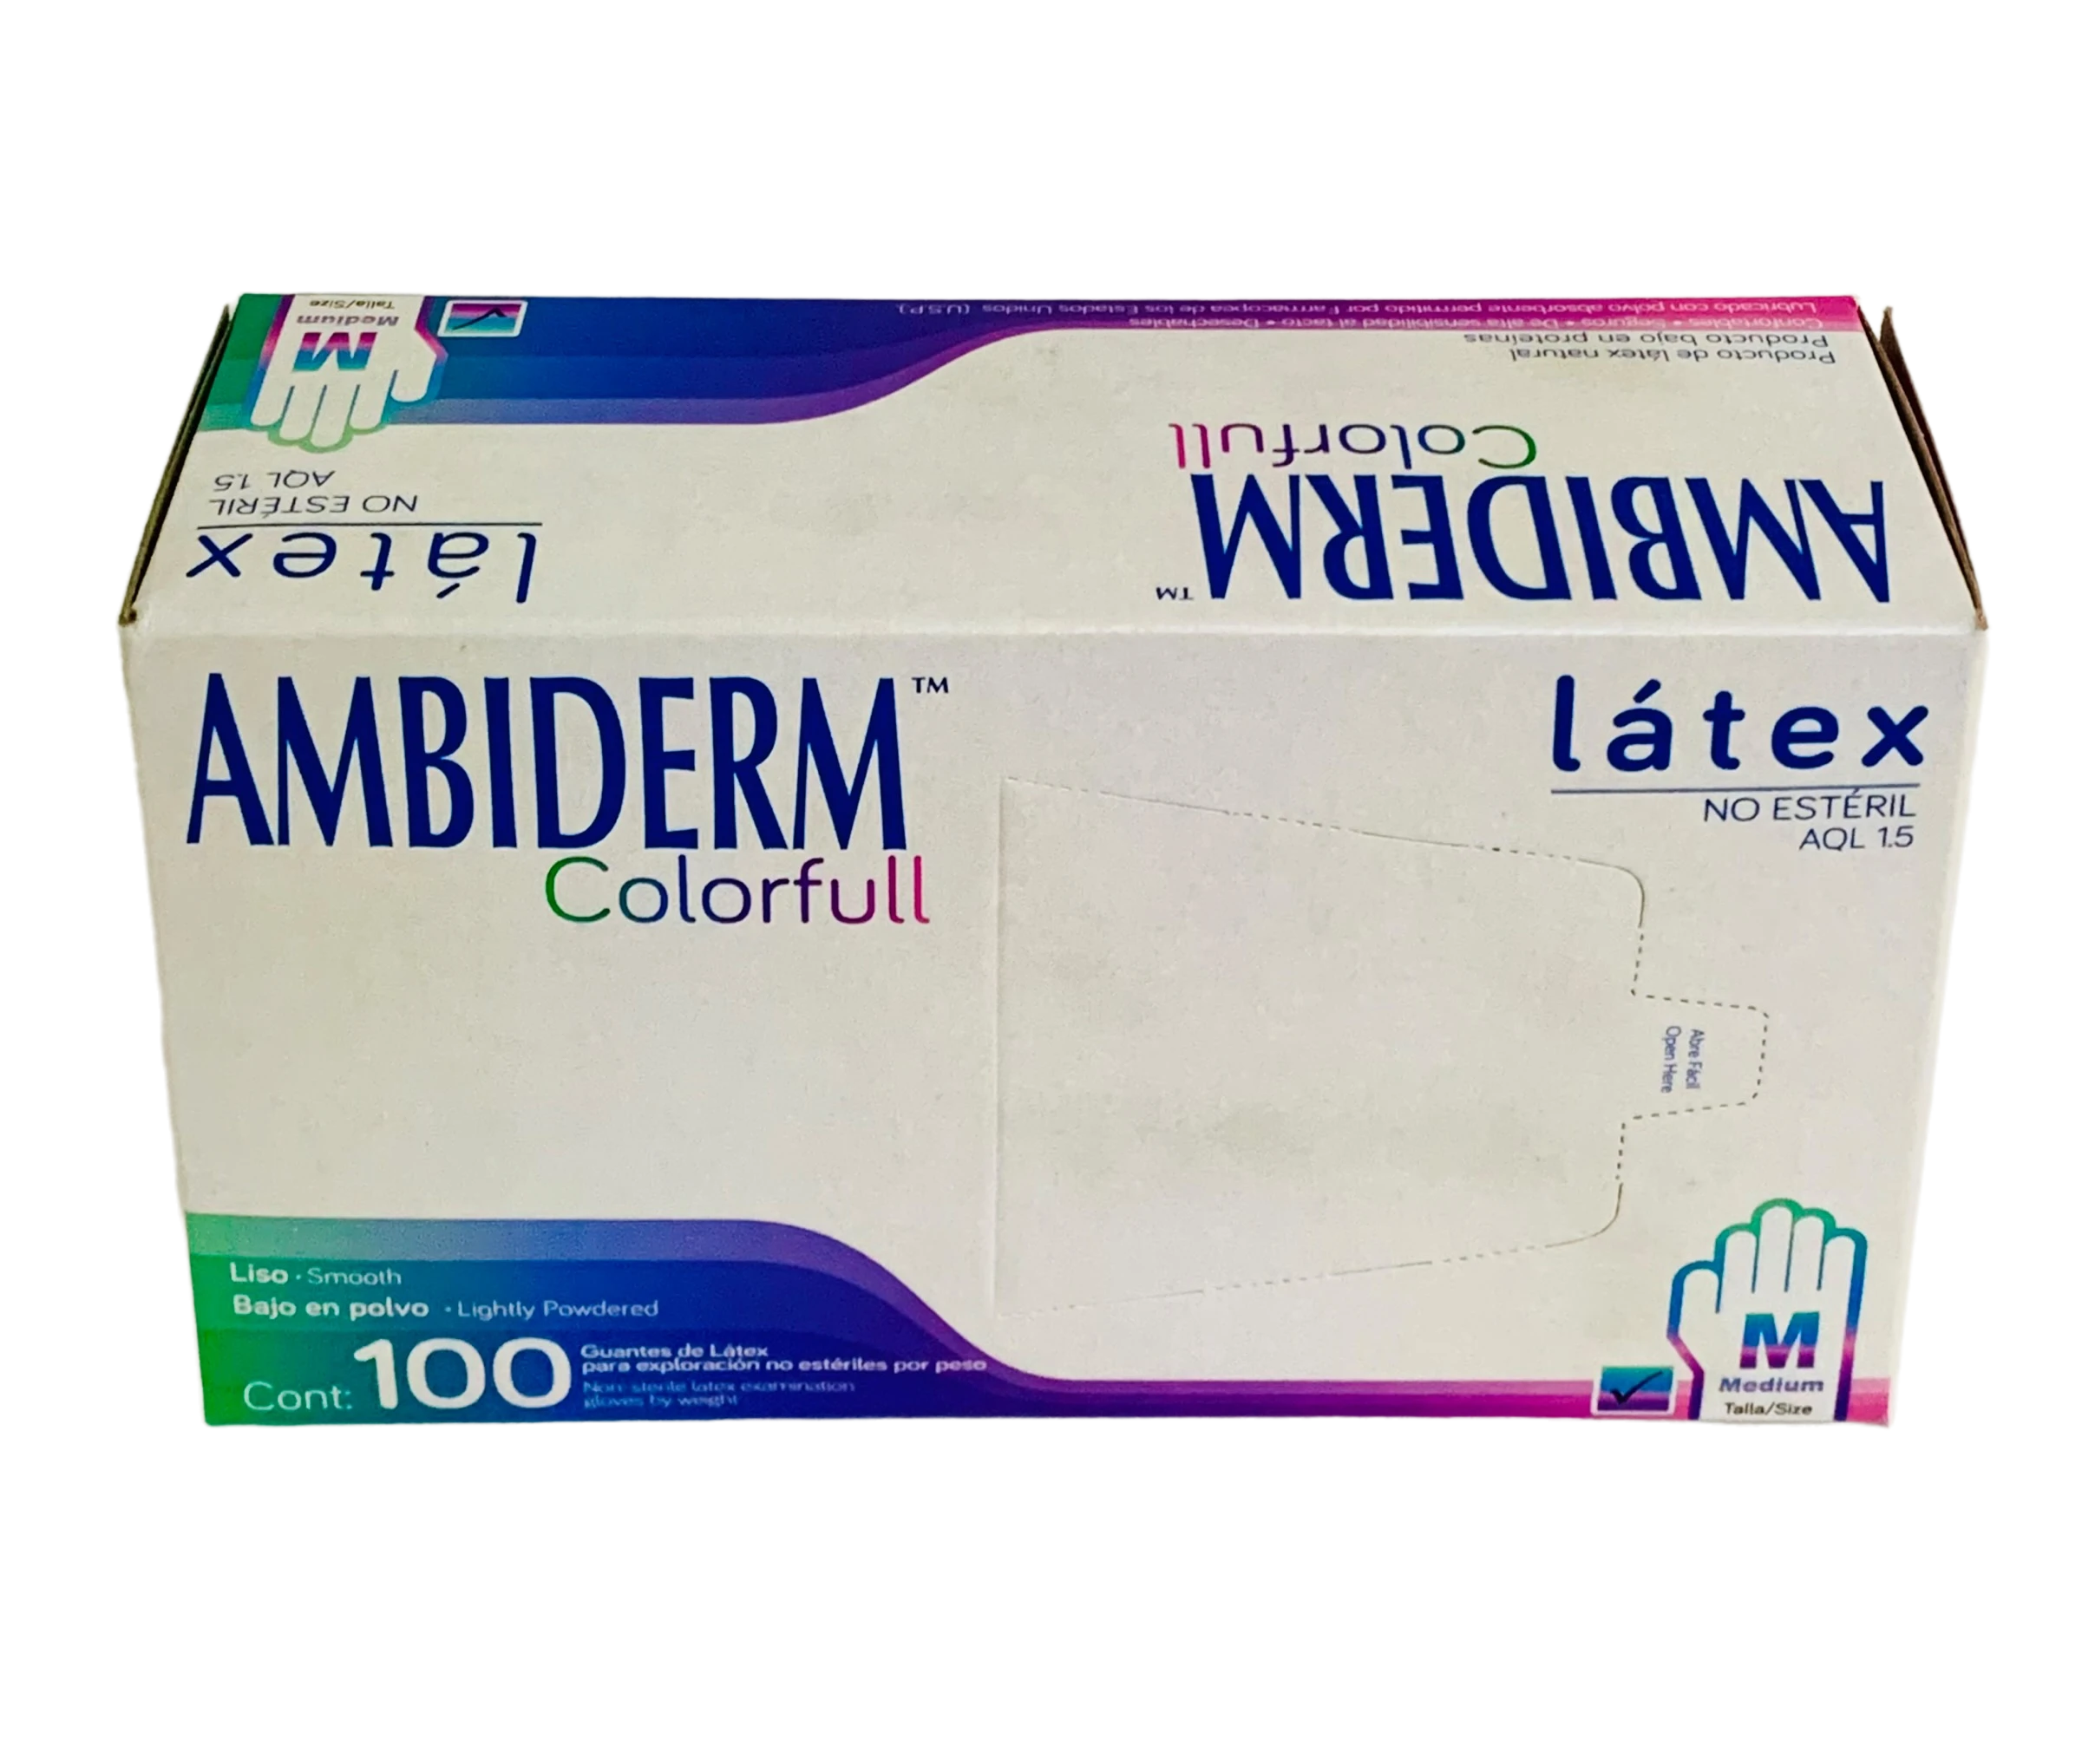 Lubricado con polvo absorbente permitido por Farmacopea de los Estados Unidos (U.S.P.)
Confortables • Seguros • De alta sensibilidad al tacto • Desechables
Producto bajo en proteínas
Producto de látex natural
Talla/Size
Medium
M
Colorfull
AMBIDERM™
AQL 1.5
NO ESTÉRIL
látex
AMBIDERM™
Colorfull
látex
NO ESTÉRIL
AQL 1.5
Abre Fácil
Open Here
Liso · Smooth
Bajo en polvo · Lightly Powdered
Cont: 100
Guantes de Látex
para exploración no estériles por peso
Non-sterile latex examination
gloves by weight
M
Medium
Talla/Size